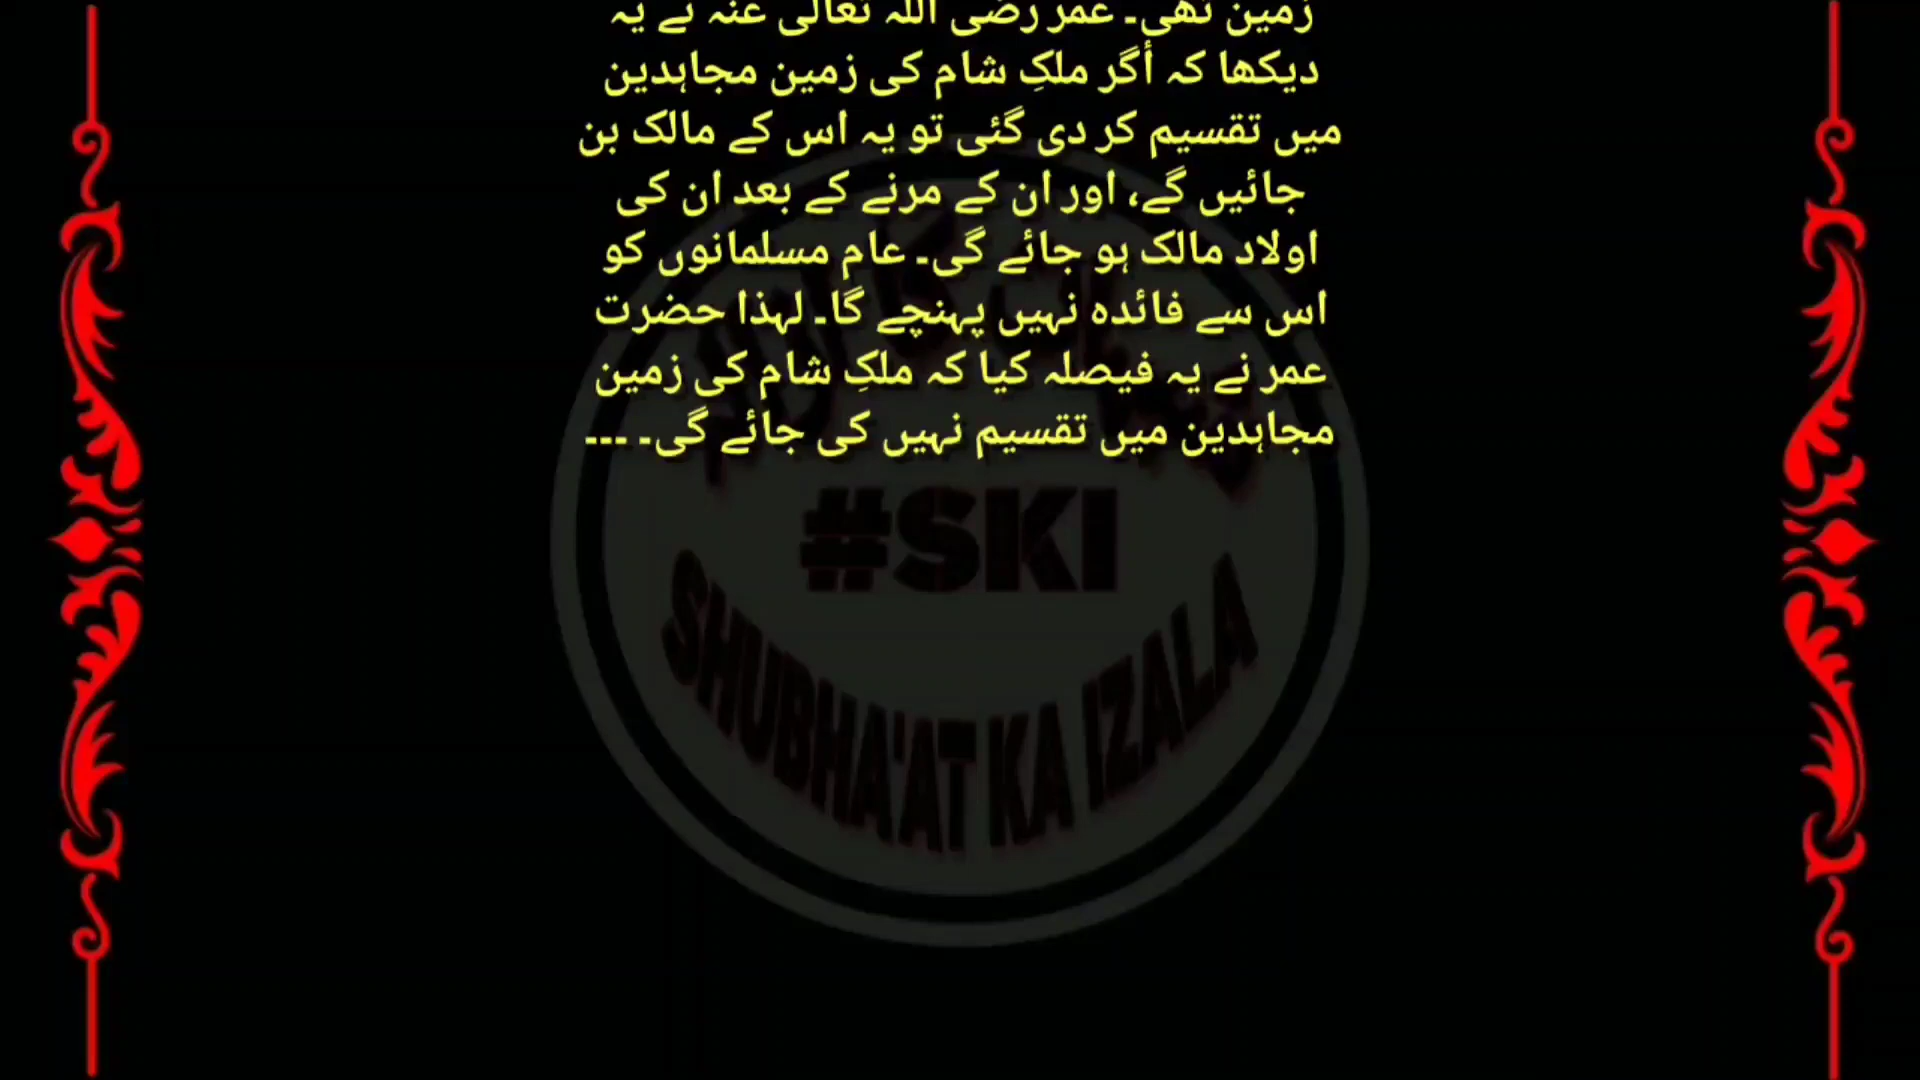 زمین تھی۔ عمر رضی اللہ تعالی عنہ نے یہ
دیکھا کہ أگر ملکِ شام کی زمین مجاہدین
میں تقسیم کر دی گئی تو یہ اس کے مالک بن
جائیں گے، اور ان کے مرنے کے بعد ان کی
اولاد مالک ہو جائے گی۔ عام مسلمانوں کو
اس سے فائدہ نہیں پہنچے گا۔ لہذا حضرت
عمر نے یہ فیصلہ کیا کہ ملکِ شام کی زمین
مجاہدین میں تقسیم نہیں کی جائے گی۔ ---
#SKI
SHUBHA'AT KA IZALA